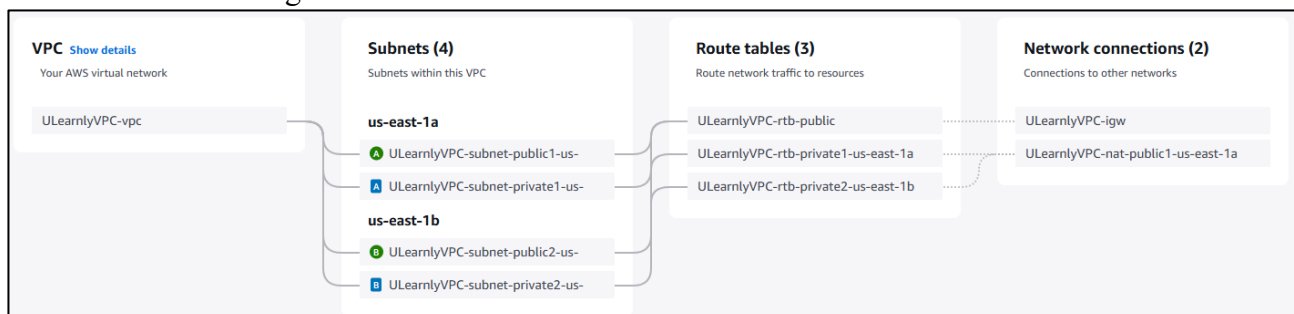 VPC Show details
Your AWS virtual network
ULearnlyVPC-vpc
Subnets (4)
Subnets within this VPC
us-east-1a
A ULearnlyVPC-subnet-public1-us-
A ULearnlyVPC-subnet-private1-us-
us-east-1b
B ULearnlyVPC-subnet-public2-us-
B ULearnlyVPC-subnet-private2-us-
Route tables (3)
Route network traffic to resources
ULearnlyVPC-rtb-public
ULearnlyVPC-rtb-private1-us-east-1a
ULearnlyVPC-rtb-private2-us-east-1b
Network connections (2)
Connections to other networks
ULearnlyVPC-igw
ULearnlyVPC-nat-public1-us-east-1a